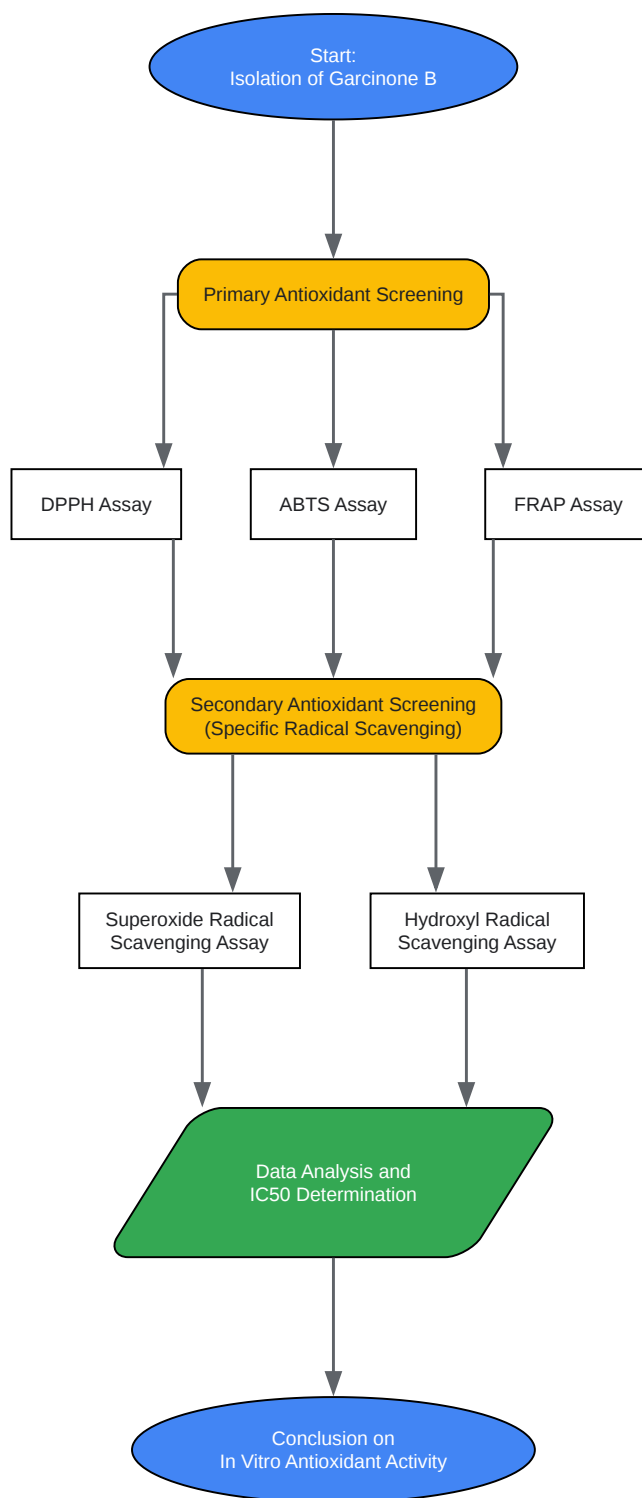 Start:
Isolation of Garcinone B
Primary Antioxidant Screening
DPPH Assay
ABTS Assay
FRAP Assay
Secondary Antioxidant Screening
(Specific Radical Scavenging)
Superoxide Radical
Scavenging Assay
Hydroxyl Radical
Scavenging Assay
Data Analysis and
IC50 Determination
Conclusion on
In Vitro Antioxidant Activity